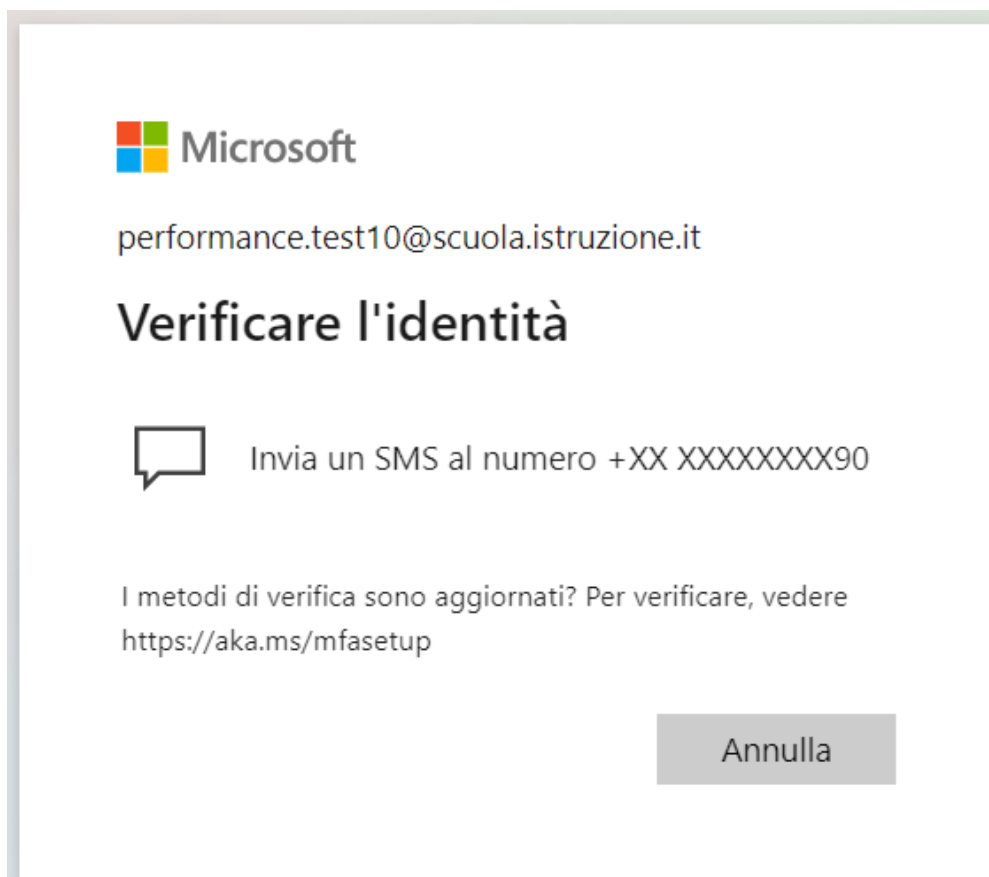 Microsoft
performance.test10@scuola.istruzione.it
Verificare l'identità
Invia un SMS al numero +XX XXXXXXXX90
I metodi di verifica sono aggiornati? Per verificare, vedere
https://aka.ms/mfasetup
Annulla